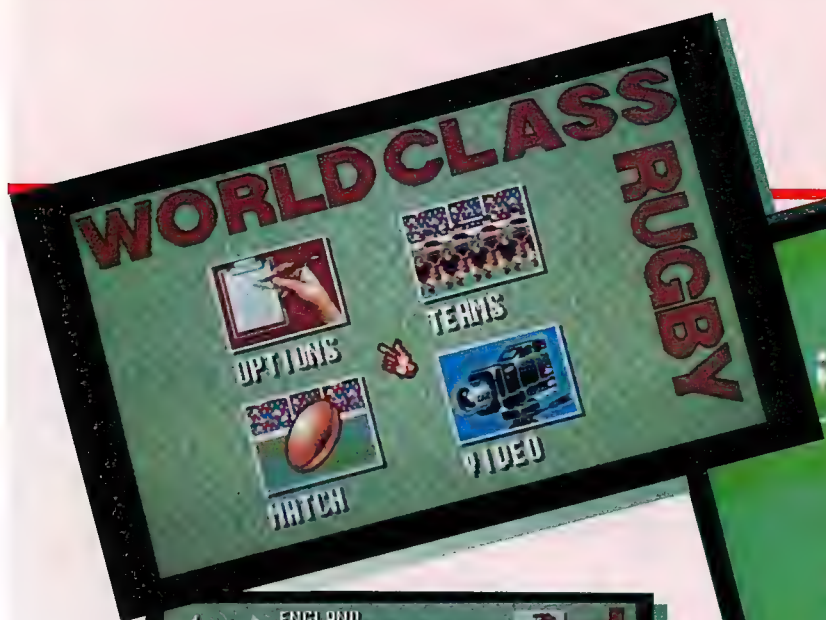 WORLD CLASS
RUGBY
OPTIONS
TEAMS
MATCH
VIDEO
ENGLAND